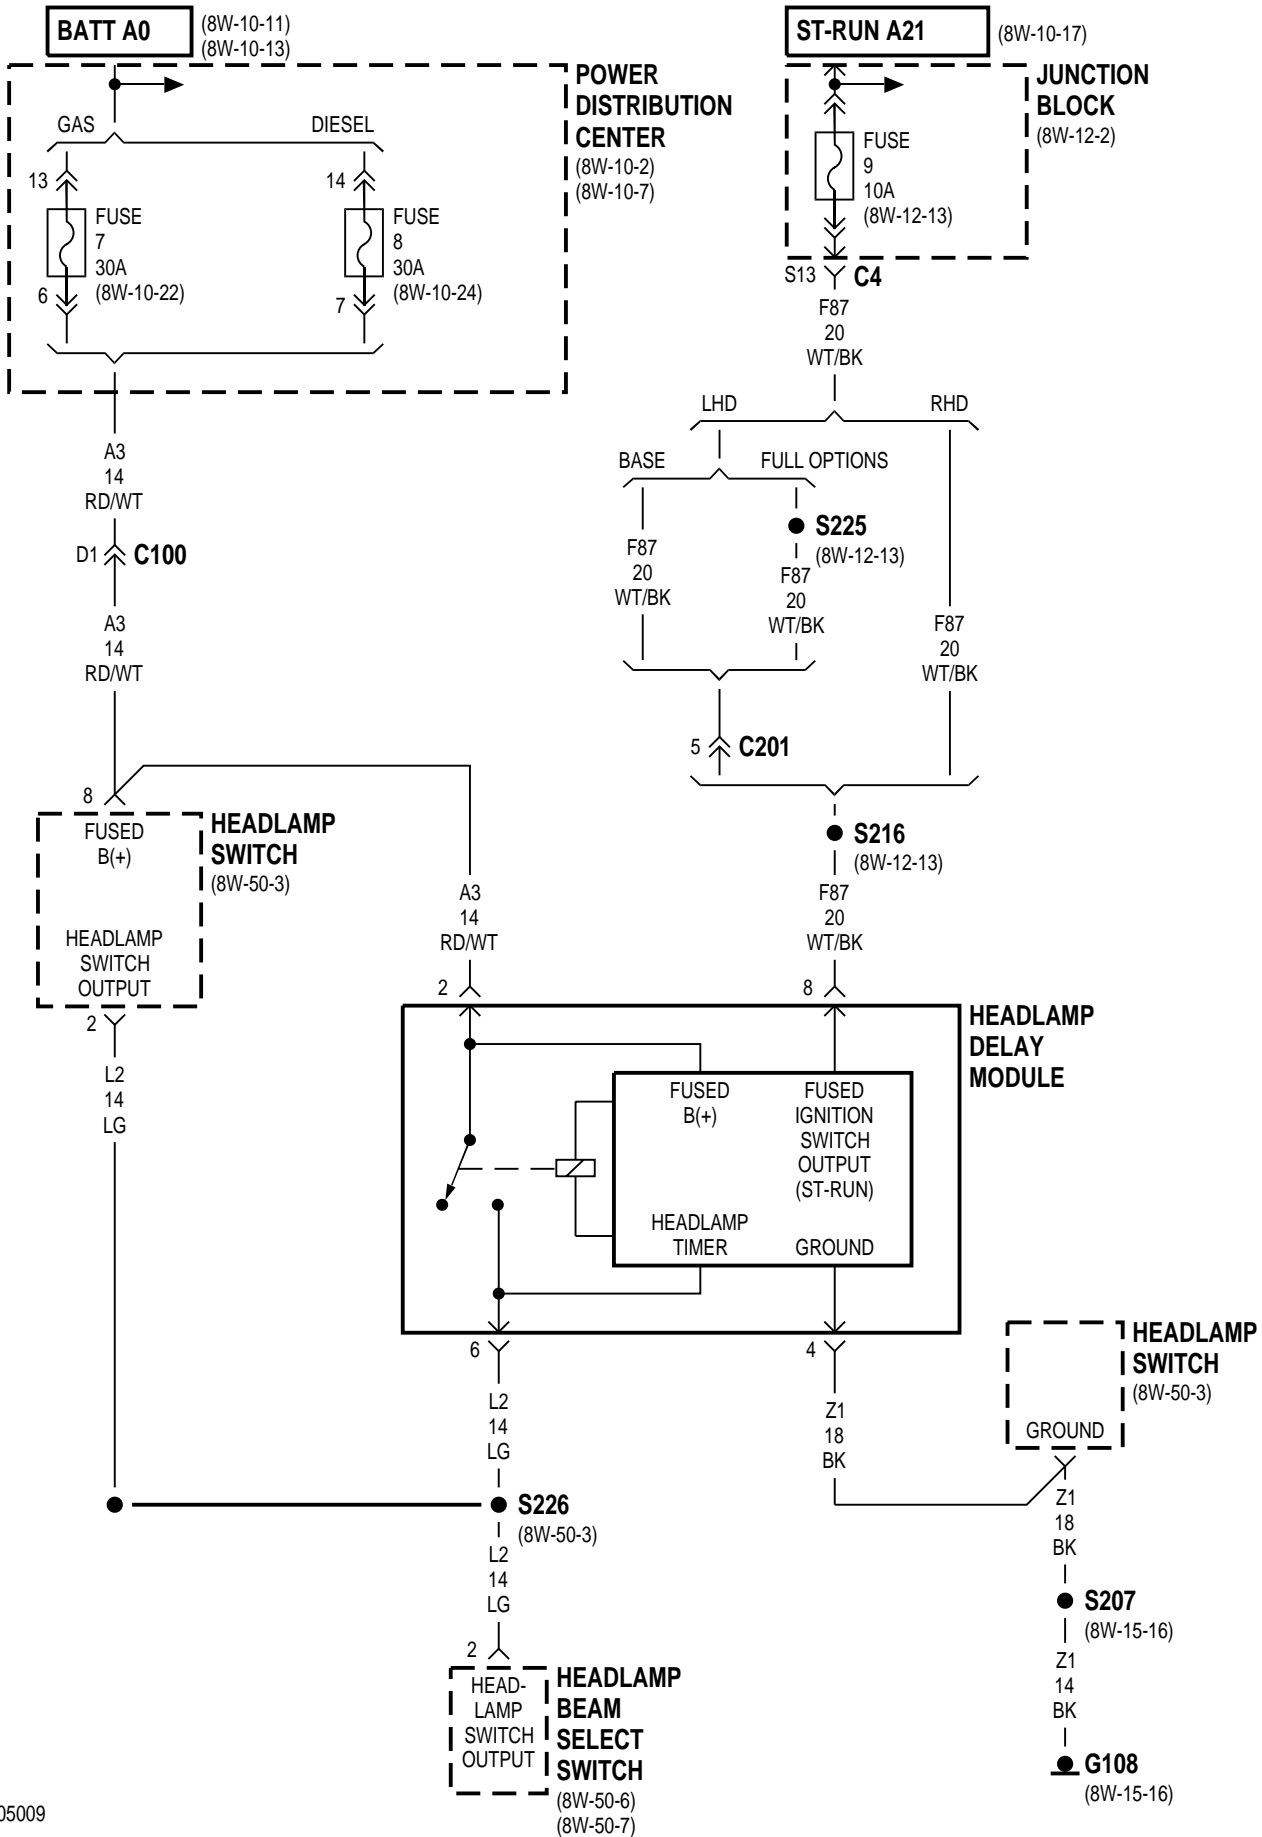 BATT A0
(8W-10-11)
(8W-10-13)
POWER
DISTRIBUTION
CENTER
(8W-10-2)
(8W-10-7)
GAS
DIESEL
13
FUSE
7
30A
(8W-10-22)
6
14
FUSE
8
30A
(8W-10-24)
7
ST-RUN A21
(8W-10-17)
JUNCTION
BLOCK
(8W-12-2)
FUSE
9
10A
(8W-12-13)
S13
C4
F87
20
WT/BK
LHD
RHD
BASE
FULL OPTIONS
S225
(8W-12-13)
F87
20
WT/BK
F87
20
WT/BK
F87
20
WT/BK
5
C201
S216
(8W-12-13)
F87
20
WT/BK
8
A3
14
RD/WT
D1
C100
A3
14
RD/WT
8
FUSED
B(+)
HEADLAMP
SWITCH
(8W-50-3)
HEADLAMP
SWITCH
OUTPUT
2
L2
14
LG
A3
14
RD/WT
2
HEADLAMP
DELAY
MODULE
FUSED
B(+)
FUSED
IGNITION
SWITCH
OUTPUT
(ST-RUN)
HEADLAMP
TIMER
GROUND
6
4
L2
14
LG
Z1
18
BK
HEADLAMP
SWITCH
(8W-50-3)
GROUND
Z1
18
BK
S226
(8W-50-3)
L2
14
LG
S207
(8W-15-16)
Z1
14
BK
G108
(8W-15-16)
2
HEAD-
LAMP
SWITCH
OUTPUT
HEADLAMP
BEAM
SELECT
SWITCH
(8W-50-6)
(8W-50-7)
05009